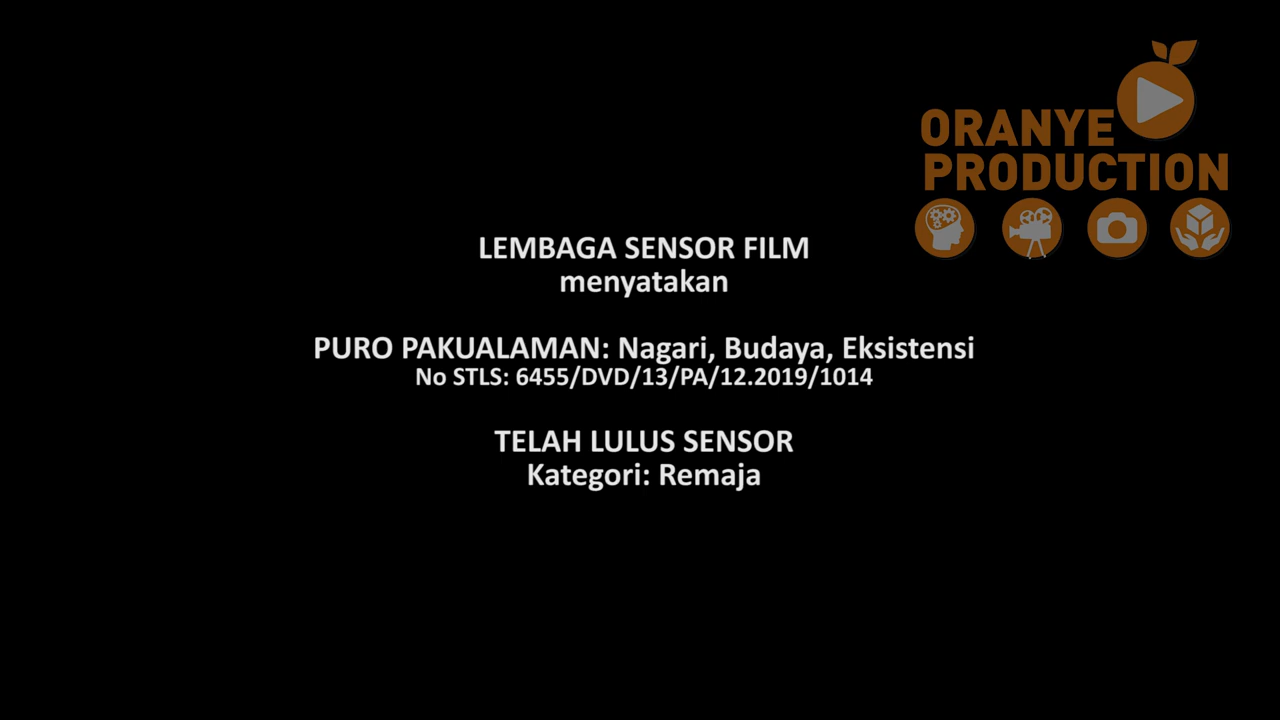 ORANYE
PRODUCTION
LEMBAGA SENSOR FILM
menyatakan
PURO PAKUALAMAN: Nagari, Budaya, Eksistensi
No STLS: 6455/DVD/13/PA/12.2019/1014
TELAH LULUS SENSOR
Kategori: Remaja